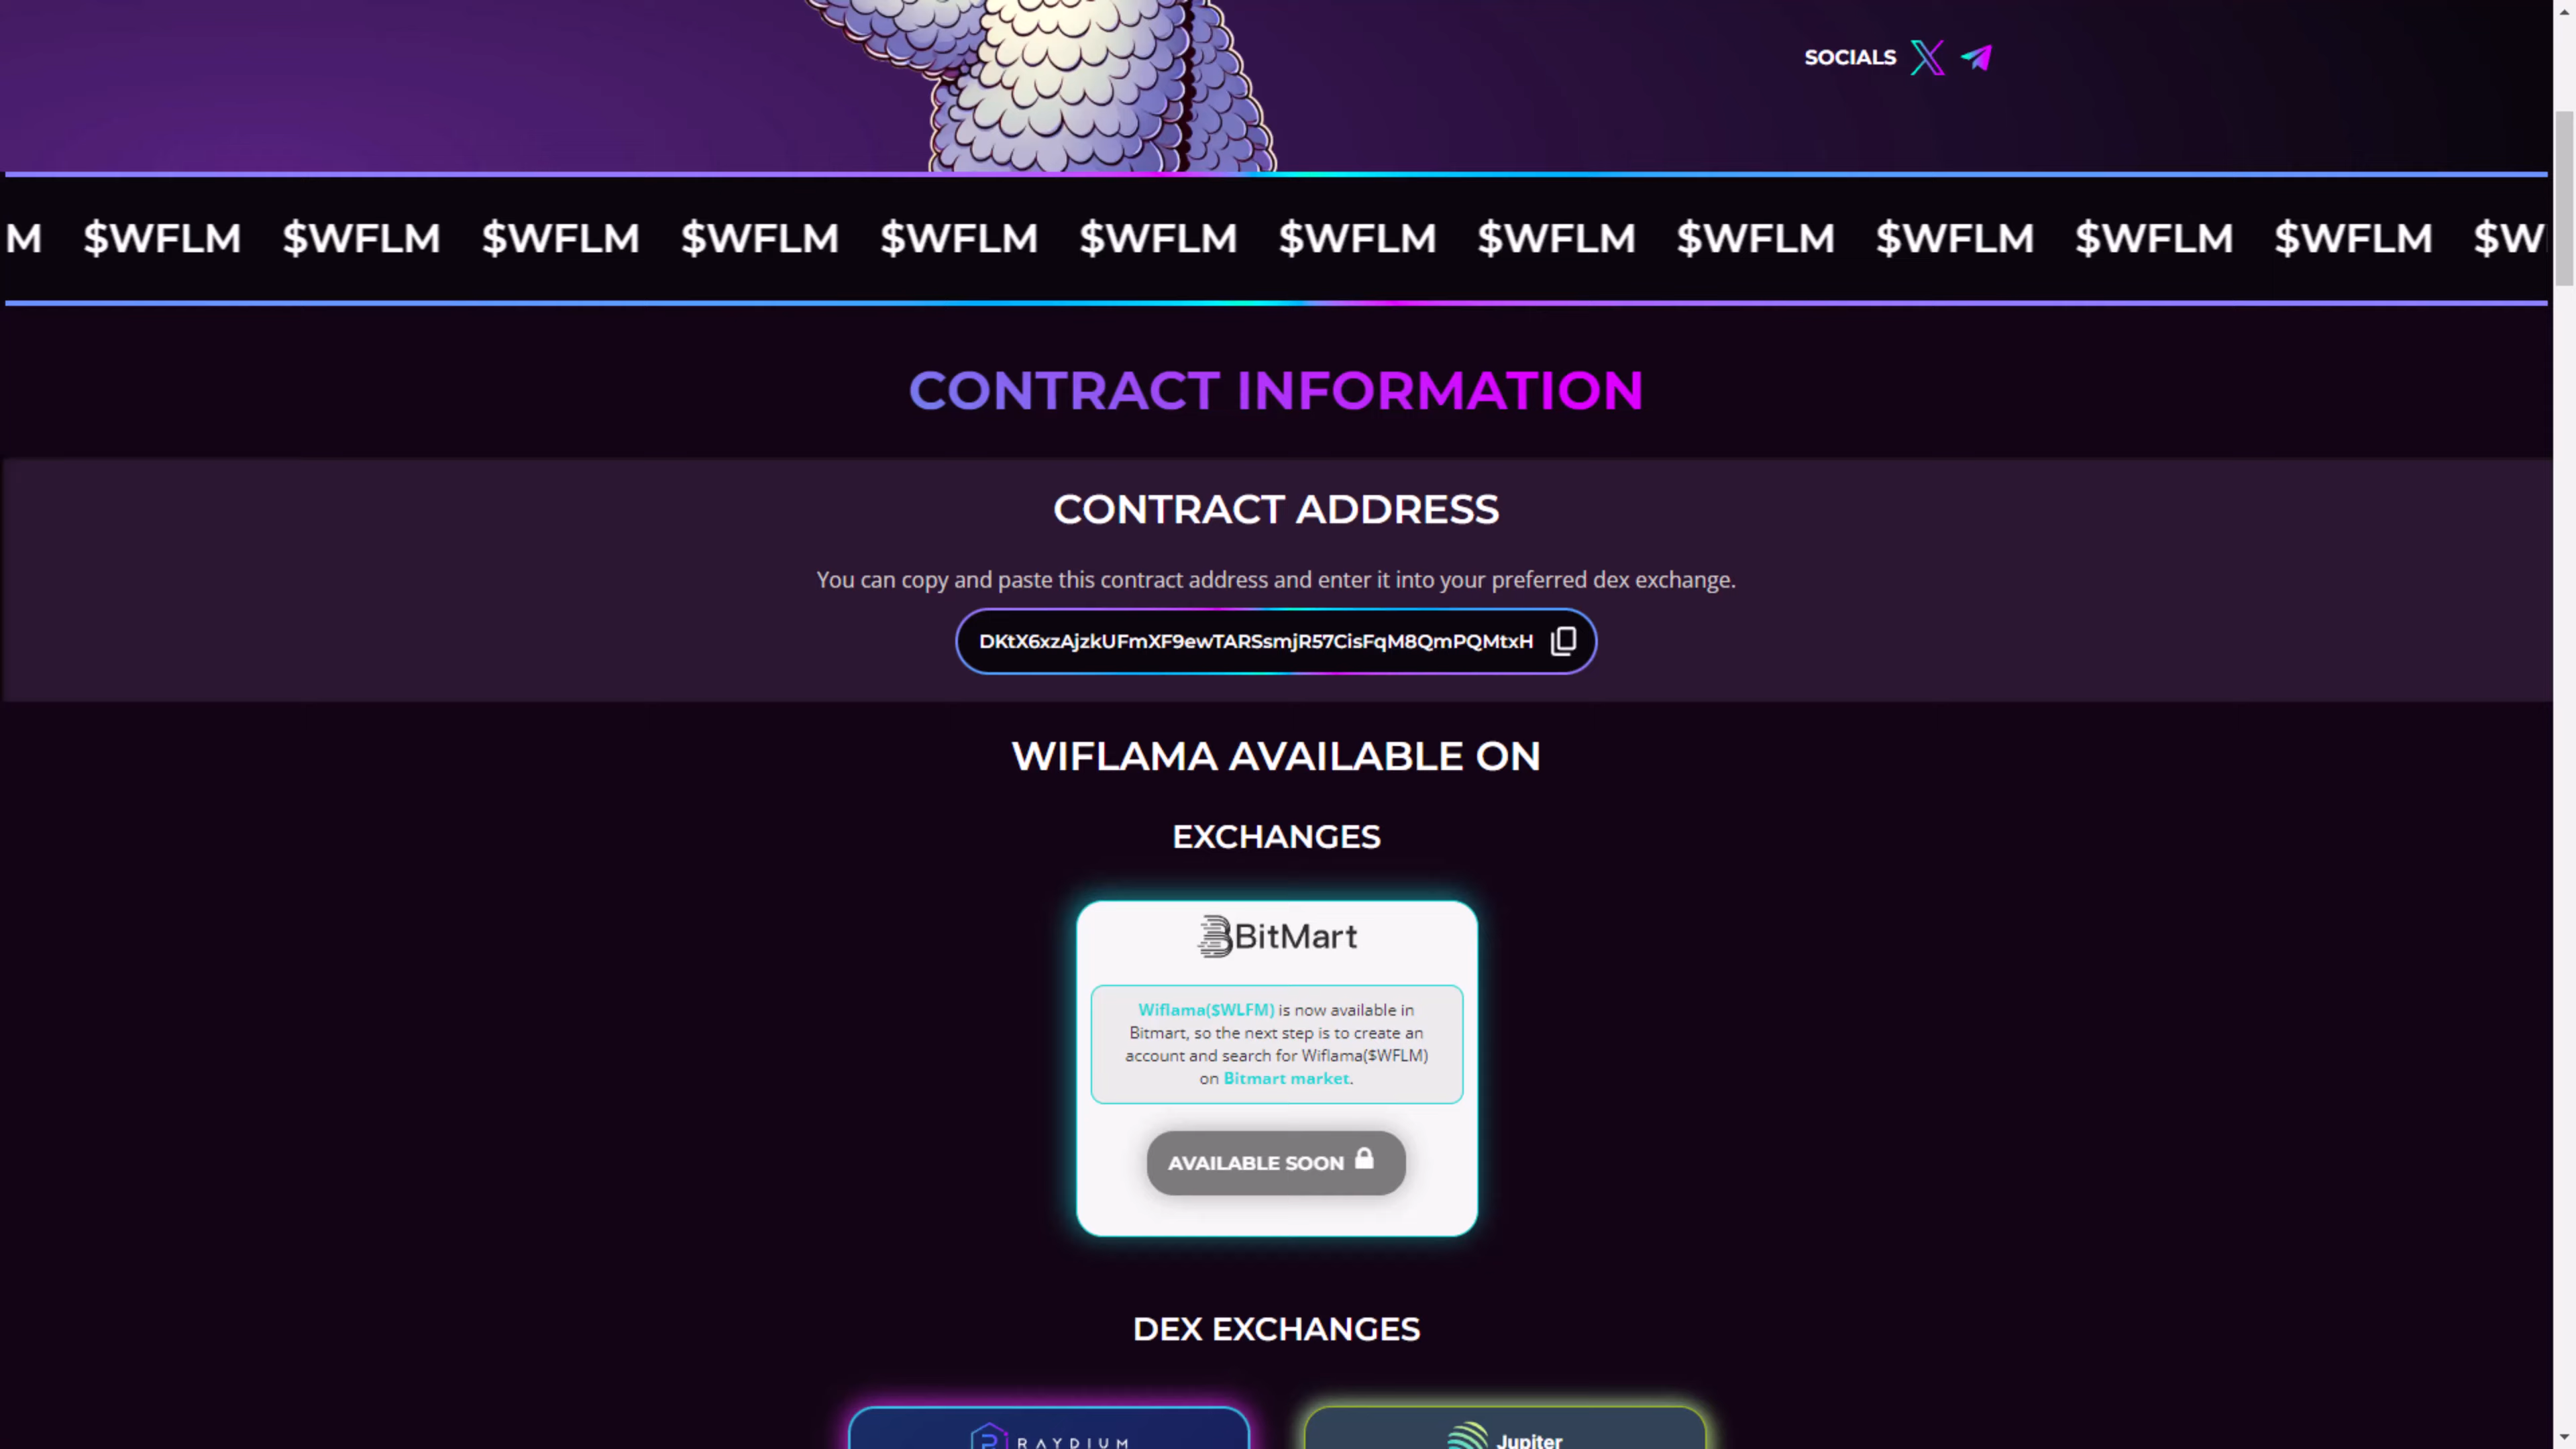 SOCIALS
M $WFLM $WFLM $WFLM $WFLM $WFLM $WFLM $WFLM $WFLM $WFLM $WFLM $WFLM $WFLM $W
CONTRACT INFORMATION
CONTRACT ADDRESS
You can copy and paste this contract address and enter it into your preferred dex exchange.
DKtX6xzAjzkUFmXF9ewTARSsmjR57CisFqM8QmPQMtxH
WIFLAMA AVAILABLE ON
EXCHANGES
BitMart
Wiflama($WLFM) is now available in
Bitmart, so the next step is to create an
account and search for Wiflama($WFLM)
on Bitmart market.
AVAILABLE SOON
DEX EXCHANGES
RAYDIUM Jupiter